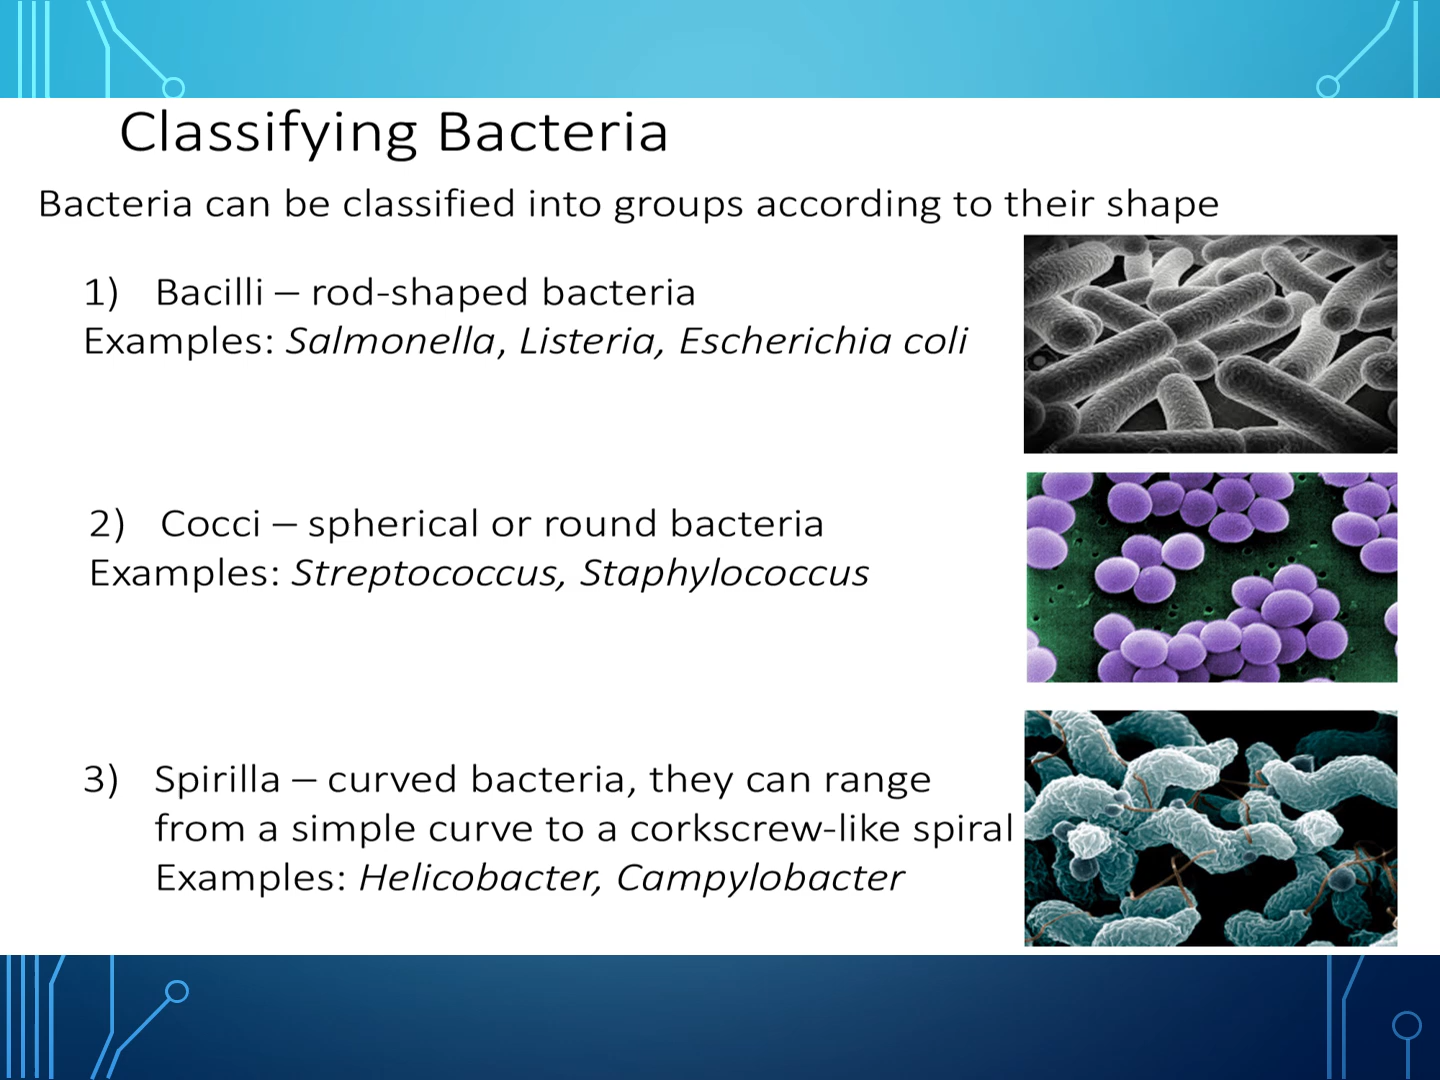 Classifying Bacteria
Bacteria can be classified into groups according to their shape
1) Bacilli – rod-shaped bacteria
Examples: Salmonella, Listeria, Escherichia coli
2) Cocci – spherical or round bacteria
Examples: Streptococcus, Staphylococcus
3) Spirilla – curved bacteria, they can range
from a simple curve to a corkscrew-like spiral
Examples: Helicobacter, Campylobacter